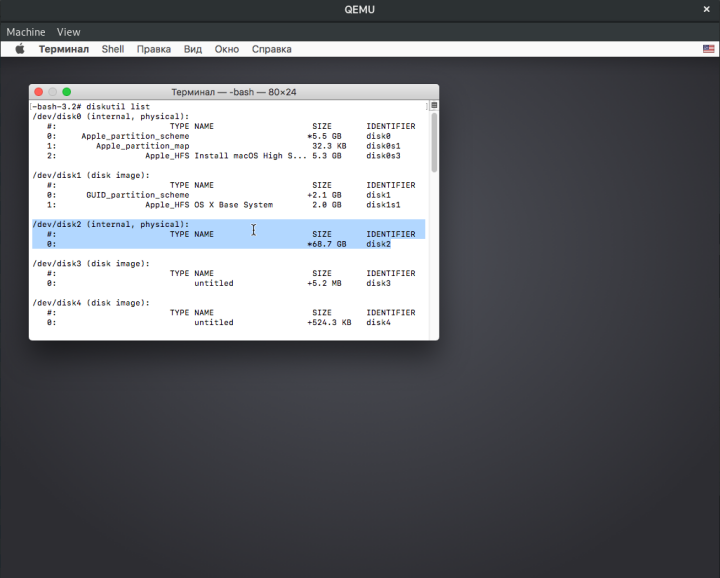 QEMU
Machine View
Терминал Shell Правка Вид Окно Справка
Терминал — -bash — 80×24
[-bash-3.2# diskutil list ]
/dev/disk0 (internal, physical):
#: TYPE NAME SIZE IDENTIFIER
0: Apple_partition_scheme *5.5 GB disk0
1: Apple_partition_map 32.3 KB disk0s1
2: Apple_HFS Install macOS High S... 5.3 GB disk0s3
/dev/disk1 (disk image):
#: TYPE NAME SIZE IDENTIFIER
0: GUID_partition_scheme +2.1 GB disk1
1: Apple_HFS OS X Base System 2.0 GB disk1s1
/dev/disk2 (internal, physical):
#: TYPE NAME SIZE IDENTIFIER
0: *68.7 GB disk2
/dev/disk3 (disk image):
#: TYPE NAME SIZE IDENTIFIER
0: untitled +5.2 MB disk3
/dev/disk4 (disk image):
#: TYPE NAME SIZE IDENTIFIER
0: untitled +524.3 KB disk4